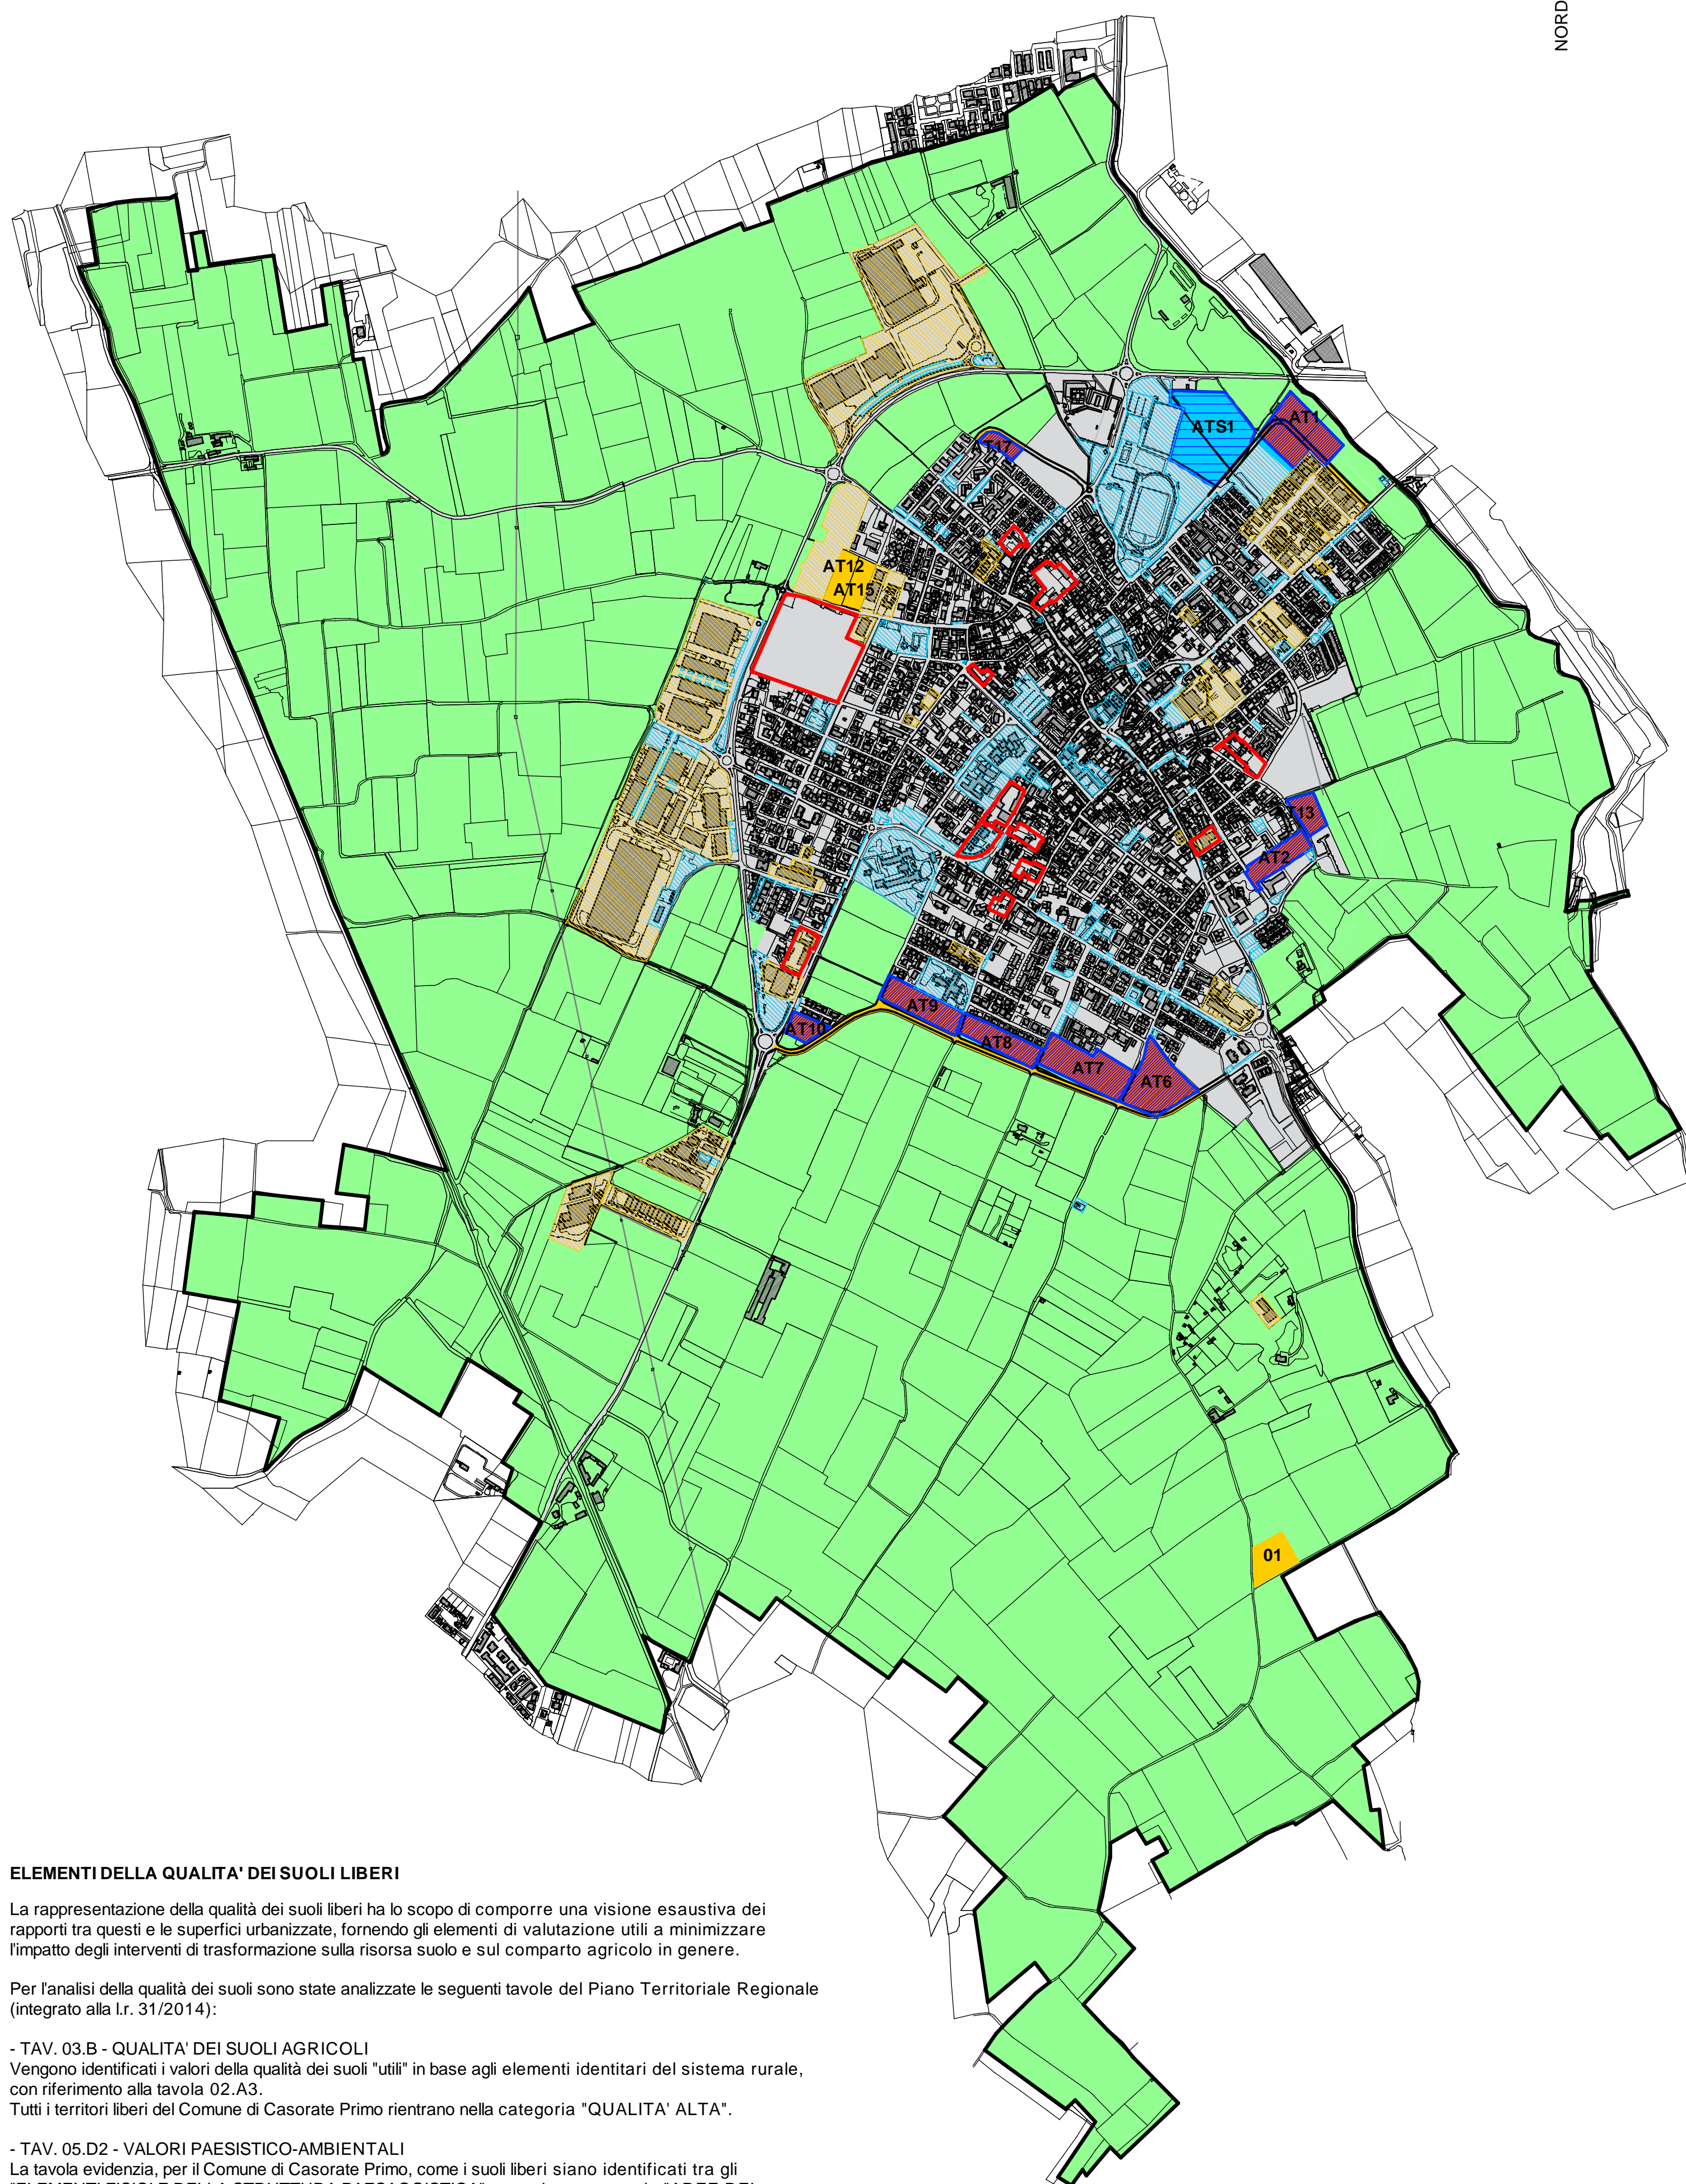 NORD
AT1
ATS1
AT17
AT12
AT15
T13
AT2
AT9
AT10
AT8
AT7
AT6
01
ELEMENTI DELLA QUALITA' DEI SUOLI LIBERI
La rappresentazione della qualità dei suoli liberi ha lo scopo di comporre una visione esaustiva dei
rapporti tra questi e le superfici urbanizzate, fornendo gli elementi di valutazione utili a minimizzare
l'impatto degli interventi di trasformazione sulla risorsa suolo e sul comparto agricolo in genere.
Per l'analisi della qualità dei suoli sono state analizzate le seguenti tavole del Piano Territoriale Regionale
(integrato alla l.r. 31/2014):
- TAV. 03.B - QUALITA' DEI SUOLI AGRICOLI
Vengono identificati i valori della qualità dei suoli "utili" in base agli elementi identitari del sistema rurale,
con riferimento alla tavola 02.A3.
Tutti i territori liberi del Comune di Casorate Primo rientrano nella categoria "QUALITA' ALTA".
- TAV. 05.D2 - VALORI PAESISTICO-AMBIENTALI
La tavola evidenzia, per il Comune di Casorate Primo, come i suoli liberi siano identificati tra gli